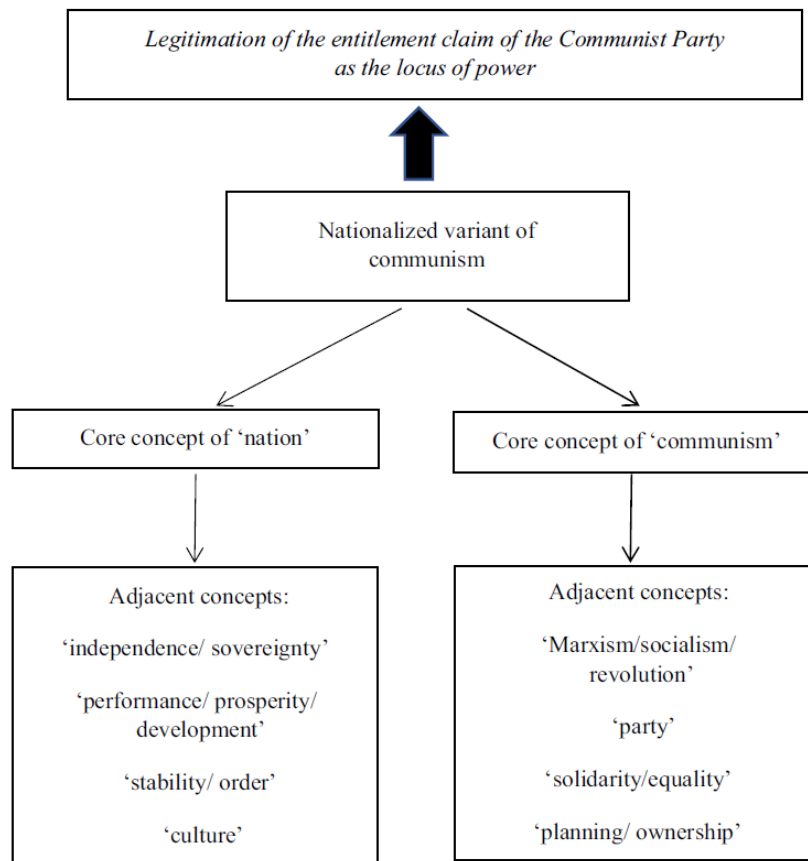 Legitimation of the entitlement claim of the Communist Party
as the locus of power
Nationalized variant of
communism
Core concept of ‘nation’
Core concept of ‘communism’
Adjacent concepts:
‘independence/ sovereignty’
‘performance/ prosperity/
development’
‘stability/ order’
‘culture’
Adjacent concepts:
‘Marxism/socialism/
revolution’
‘party’
‘solidarity/equality’
‘planning/ ownership’